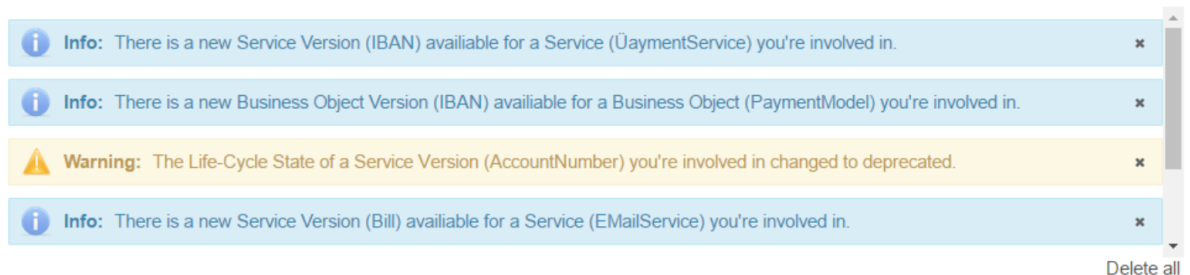 Info: There is a new Service Version (IBAN) availiable for a Service (ÜaymentService) you're involved in.
Info: There is a new Business Object Version (IBAN) availiable for a Business Object (PaymentModel) you're involved in.
Warning: The Life-Cycle State of a Service Version (AccountNumber) you're involved in changed to deprecated.
Info: There is a new Service Version (Bill) availiable for a Service (EMailService) you're involved in.
Delete all